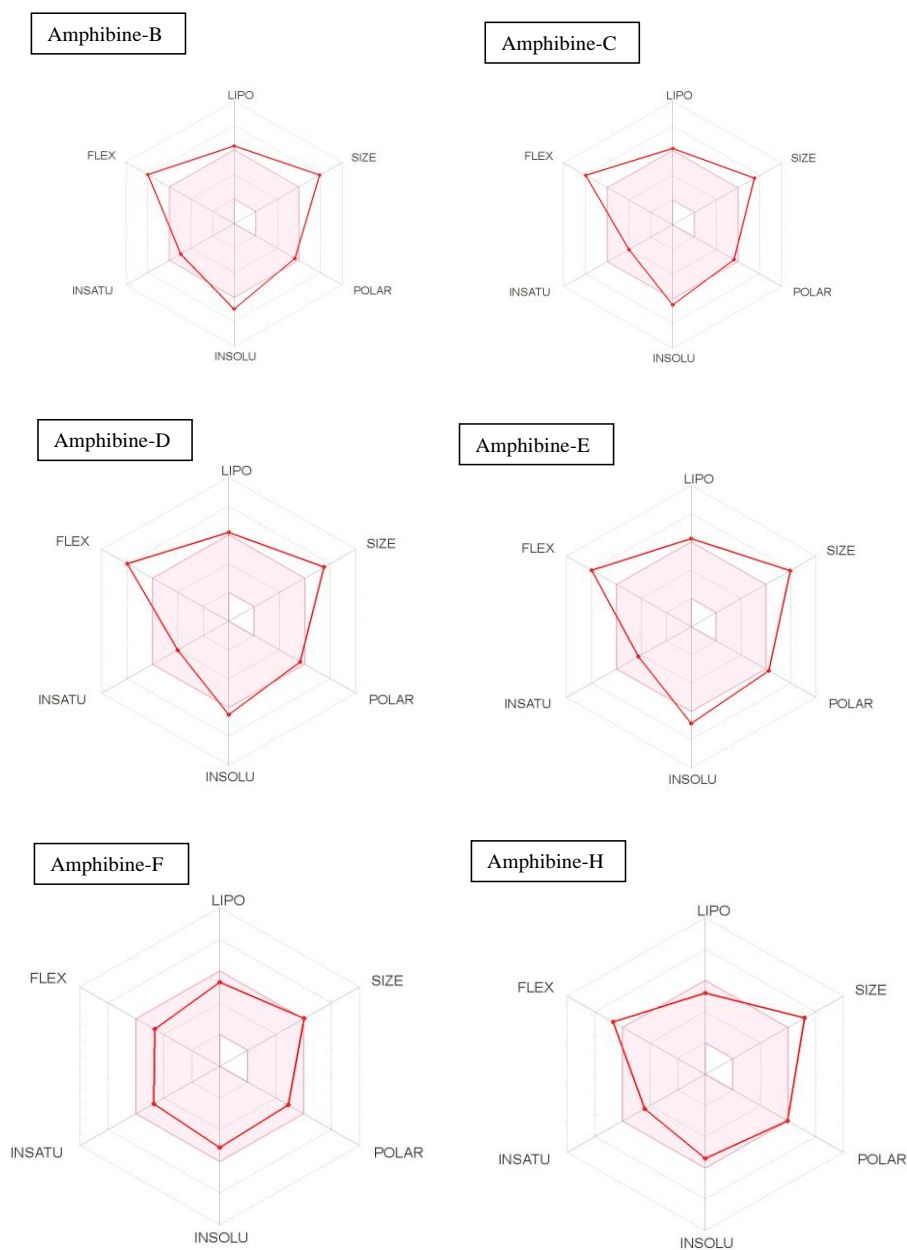 Amphibine-B
LIPO
FLEX
SIZE
INSATU
POLAR
INSOLU
Amphibine-C
LIPO
FLEX
SIZE
INSATU
POLAR
INSOLU
Amphibine-D
LIPO
FLEX
SIZE
INSATU
POLAR
INSOLU
Amphibine-E
LIPO
FLEX
SIZE
INSATU
POLAR
INSOLU
Amphibine-F
LIPO
FLEX
SIZE
INSATU
POLAR
INSOLU
Amphibine-H
LIPO
FLEX
SIZE
INSATU
POLAR
INSOLU